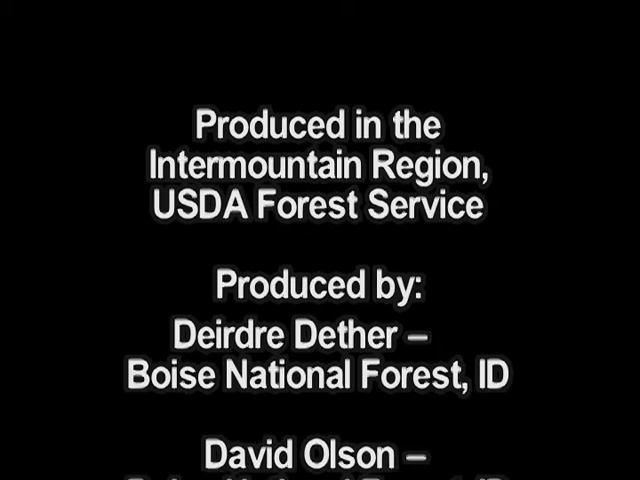 Produced in the
Intermountain Region,
USDA Forest Service
Produced by:
Deirdre Dether –
Boise National Forest, ID
David Olson –